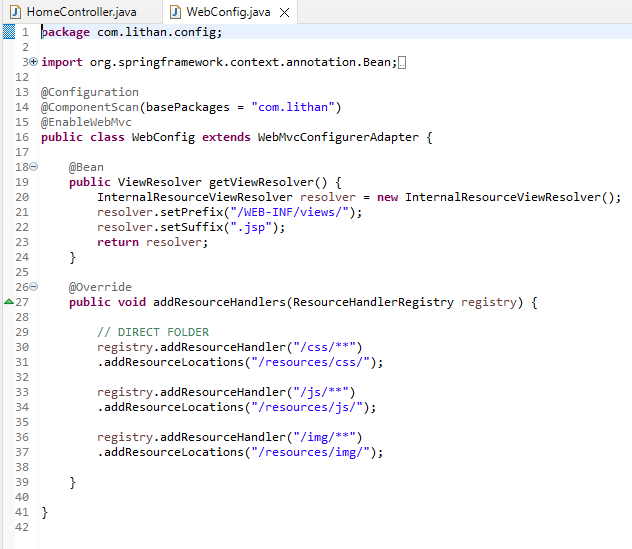 HomeController.java WebConfig.java
1 package com.lithan.config;
2
3 import org.springframework.context.annotation.Bean;
12
13 @Configuration
14 @ComponentScan(basePackages = "com.lithan")
15 @EnableWebMvc
16 public class WebConfig extends WebMvcConfigurerAdapter {
17
18 @Bean
19 public ViewResolver getViewResolver() {
20 InternalResourceViewResolver resolver = new InternalResourceViewResolver();
21 resolver.setPrefix("/WEB-INF/views/");
22 resolver.setSuffix(".jsp");
23 return resolver;
24 }
25
26 @Override
27 public void addResourceHandlers(ResourceHandlerRegistry registry) {
28
29 // DIRECT FOLDER
30 registry.addResourceHandler("/css/**")
31 .addResourceLocations("/resources/css/");
32
33 registry.addResourceHandler("/js/**")
34 .addResourceLocations("/resources/js/");
35
36 registry.addResourceHandler("/img/**")
37 .addResourceLocations("/resources/img/");
38
39 }
40
41 }
42